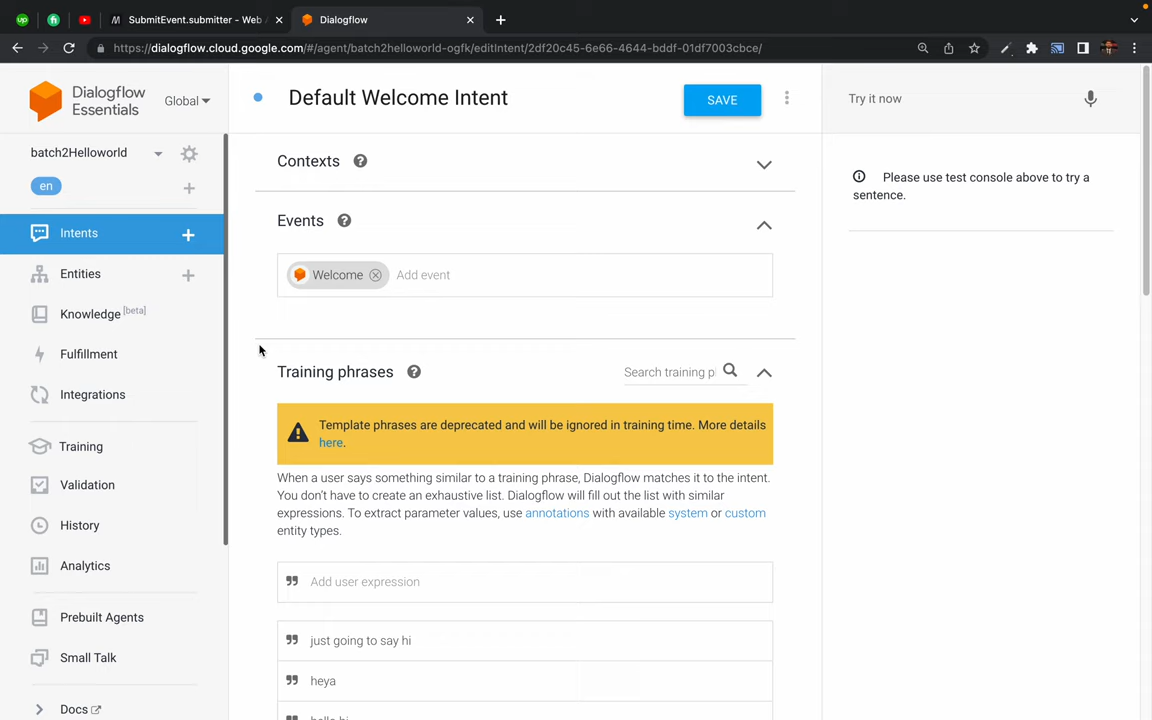 SubmitEvent.submitter - Web
Dialogflow
https://dialogflow.cloud.google.com/#/agent/batch2helloworld-ogfk/editIntent/2df20c45-6e66-4644-bddf-01df7003cbce/
Dialogflow
Essentials
Global
batch2Helloworld
en
Intents
Entities
Knowledge [beta]
Fulfillment
Integrations
Training
Validation
History
Analytics
Prebuilt Agents
Small Talk
Docs
Default Welcome Intent
SAVE
Contexts
Events
Welcome
Add event
Training phrases
Search training p
Template phrases are deprecated and will be ignored in training time. More details
here.
When a user says something similar to a training phrase, Dialogflow matches it to the intent.
You don't have to create an exhaustive list. Dialogflow will fill out the list with similar
expressions. To extract parameter values, use annotations with available system or custom
entity types.
Add user expression
just going to say hi
heya
hello hi
Try it now
Please use test console above to try a
sentence.